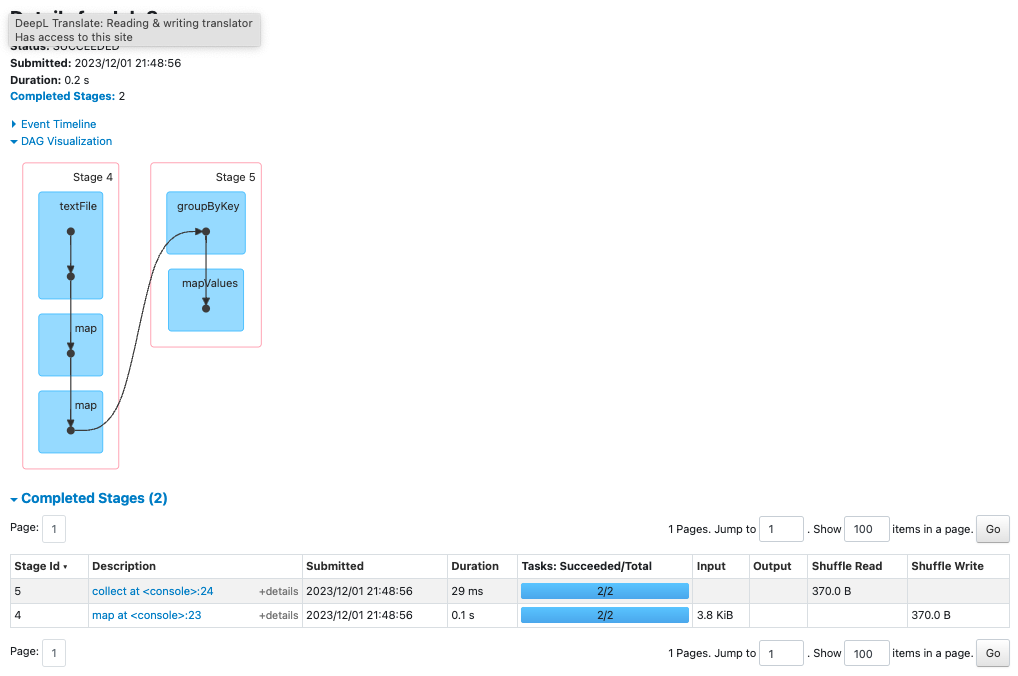 DeepL Translate: Reading & writing translator
Has access to this site
Status: SUCCEEDED
Submitted: 2023/12/01 21:48:56
Duration: 0.2 s
Completed Stages: 2
Event Timeline
DAG Visualization
Stage 4
textFile
map
map
Stage 5
groupByKey
mapValues
Completed Stages (2)
Page: 1
1 Pages. Jump to 1 . Show 100 items in a page. Go
Stage Id Description Submitted Duration Tasks: Succeeded/Total Input Output Shuffle Read Shuffle Write
5 collect at <console>:24 +details 2023/12/01 21:48:56 29 ms 2/2 370.0 B
4 map at <console>:23 +details 2023/12/01 21:48:56 0.1 s 2/2 3.8 KiB 370.0 B
Page: 1
1 Pages. Jump to 1 . Show 100 items in a page. Go